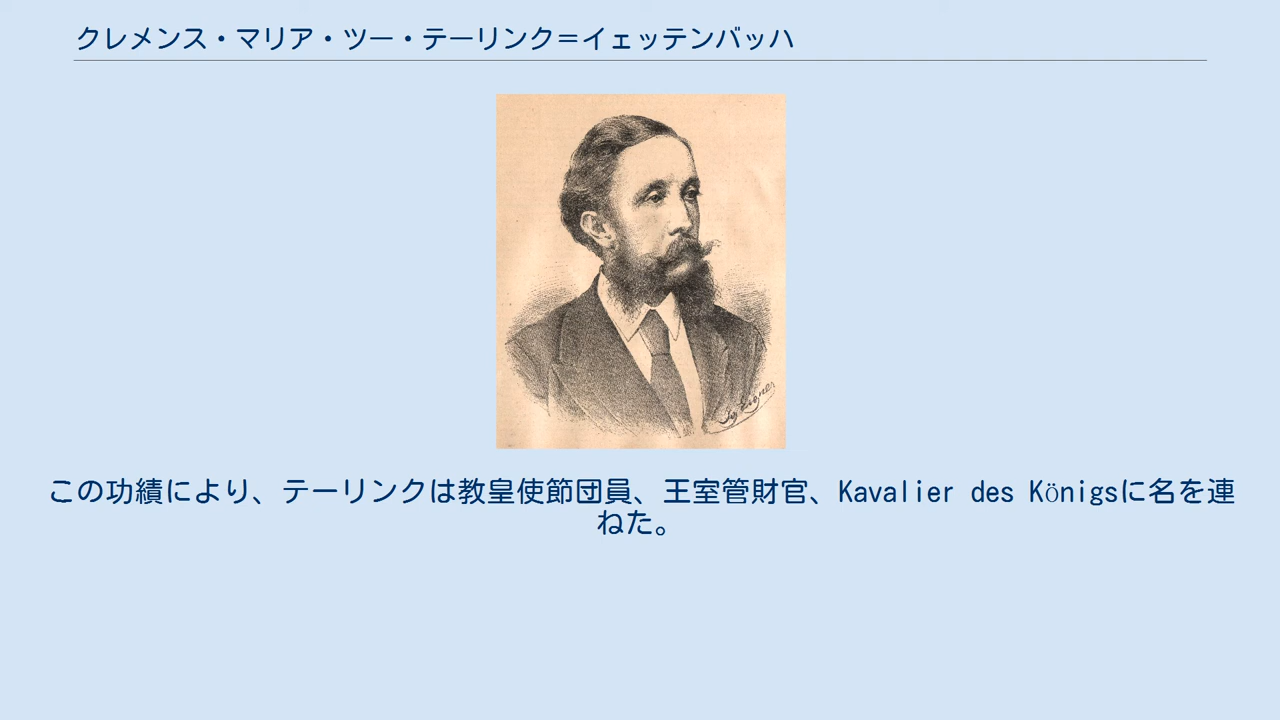 クレメンス・マリア・ツー・テーリンク＝イェッテンバッハ
Jg Eigner
この功績により、テーリンクは教皇使節団員、王室管財官、Kavalier des Königsに名を連
ねた。